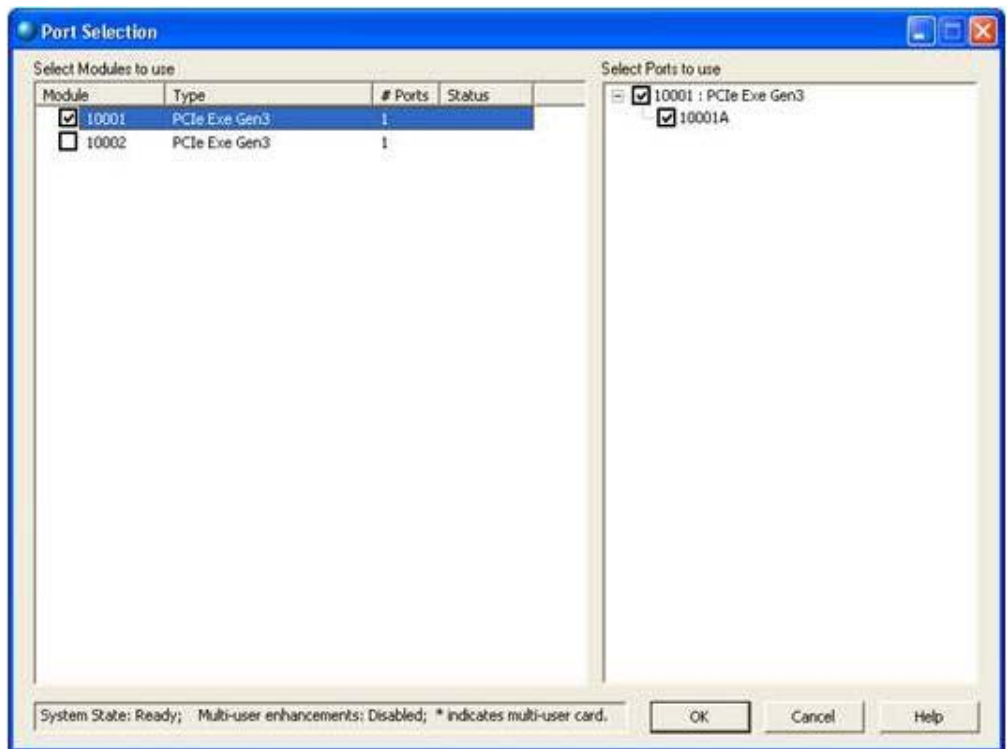 Port Selection
Select Modules to use
Module Type # Ports Status
10001 PCIe Exe Gen3 1
10002 PCIe Exe Gen3 1
Select Ports to use
10001 : PCIe Exe Gen3
10001A
System State: Ready; Multi-user enhancements: Disabled; * indicates multi-user card.
OK Cancel Help